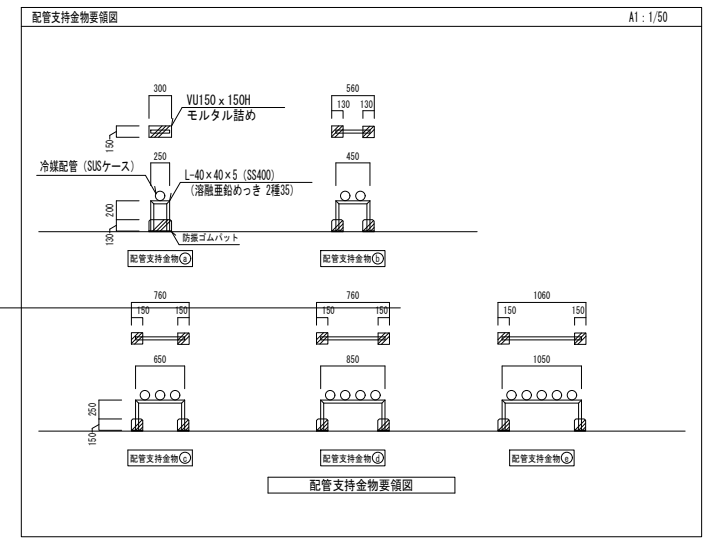 配管支持金物要領図
A1：1/50
300
560
VU150ｘ150H
モルタル詰め
130 130
150
冷媒配管（SUSケース）
250
450
L-40×40×5（SS400）
（溶融亜鉛めっき 2種35）
200
130
防振ゴムパット
配管支持金物ⓐ
配管支持金物ⓑ
760
760
1060
150 150
150 150
150 150
650
850
1050
250
150
配管支持金物ⓒ
配管支持金物ⓓ
配管支持金物ⓔ
配管支持金物要領図